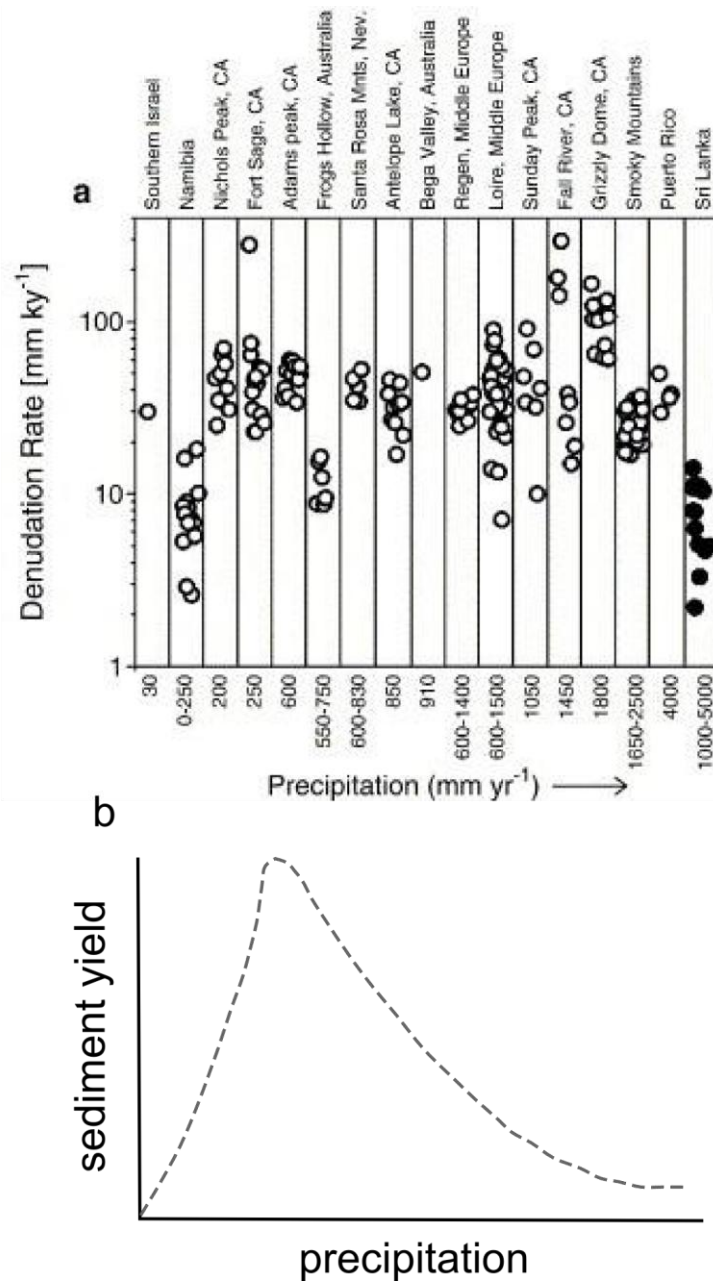 a
Southern Israel
Namibia
Nichols Peak, CA
Fort Sage, CA
Adams peak, CA
Frogs Hollow, Australia
Santa Rosa Mnts, Nev.
Antelope Lake, CA
Bega Valley, Australia
Regen, Middle Europe
Loire, Middle Europe
Sunday Peak, CA
Fall River, CA
Grizzly Dome, CA
Smoky Mountains
Puerto Rico
Sri Lanka
Denudation Rate [mm ky-1]
100
10
1
30
0-250
200
250
600
550-750
600-830
850
910
600-1400
600-1500
1050
1450
1800
1650-2500
4000
1000-5000
Precipitation (mm yr-1)
b
sediment yield
precipitation